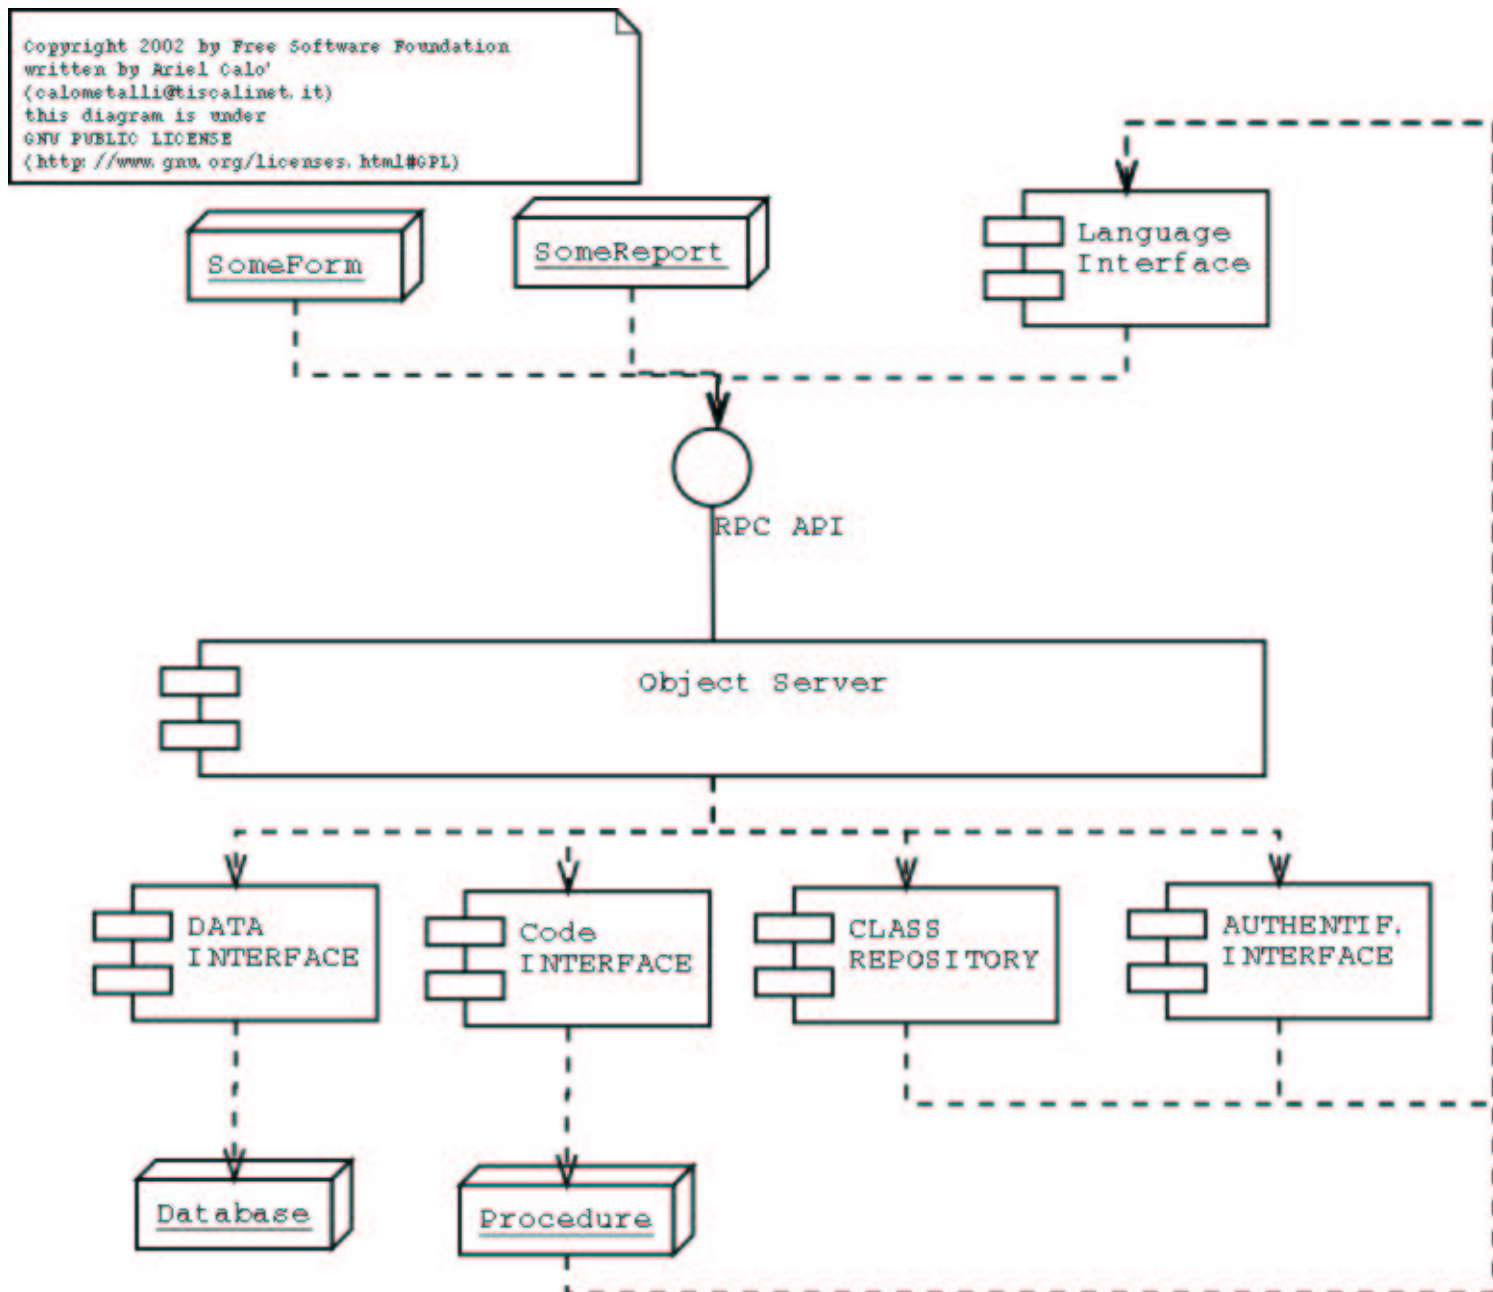 Copyright 2002 by Free Software Foundation
written by Ariel Calo'
(calometalli@tiscalinet.it)
this diagram is under
GNU PUBLIC LICENSE
(http://www.gnu.org/licenses.html#GPL)
SomeForm
SomeReport
Language
Interface
RPC API
Object Server
DATA
INTERFACE
Code
INTERFACE
CLASS
REPOSITORY
AUTHENTIF.
INTERFACE
Database
Procedure